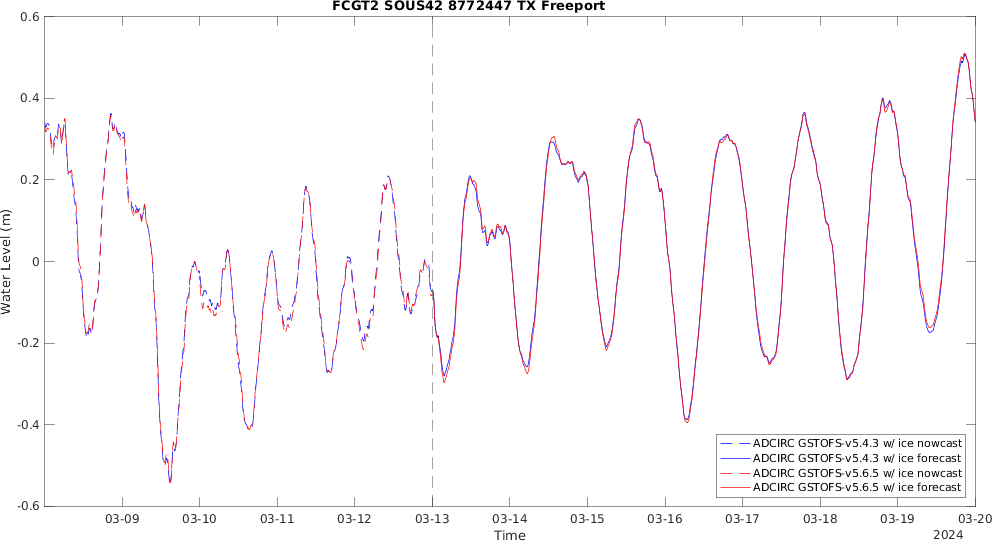 FCGT2 SOUS42 8772447 TX Freeport
0.6
0.4
0.2
0
-0.2
-0.4
-0.6
Water Level (m)
ADCIRC GSTOFS-v5.4.3 w/ ice nowcast
ADCIRC GSTOFS-v5.4.3 w/ ice forecast
ADCIRC GSTOFS-v5.6.5 w/ ice nowcast
ADCIRC GSTOFS-v5.6.5 w/ ice forecast
03-09 03-10 03-11 03-12 03-13 03-14 03-15 03-16 03-17 03-18 03-19 03-20
Time
2024